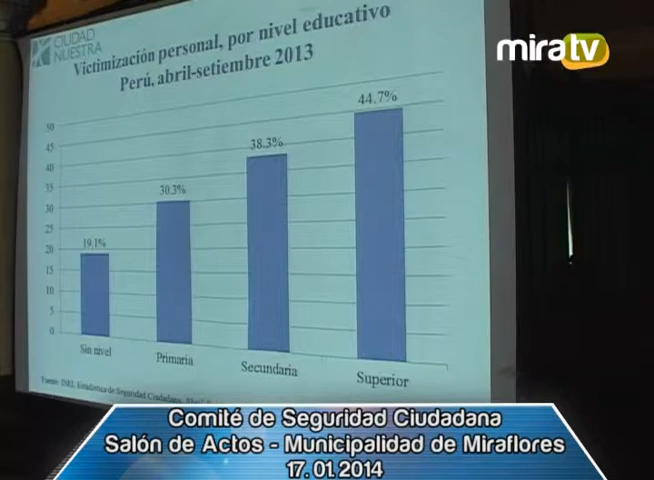 CIUDAD
NUESTRA
miratv
Victimización personal, por nivel educativo
Perú, abril-setiembre 2013
50
45
40
35
30
25
20
15
10
5
0
19.1%
30.3%
38.3%
44.7%
Sin nivel
Primaria
Secundaria
Superior
Fuente: INEI. Estadística de Seguridad Ciudadana.
Comité de Seguridad Ciudadana
Salón de Actos - Municipalidad de Miraflores
17.01.2014